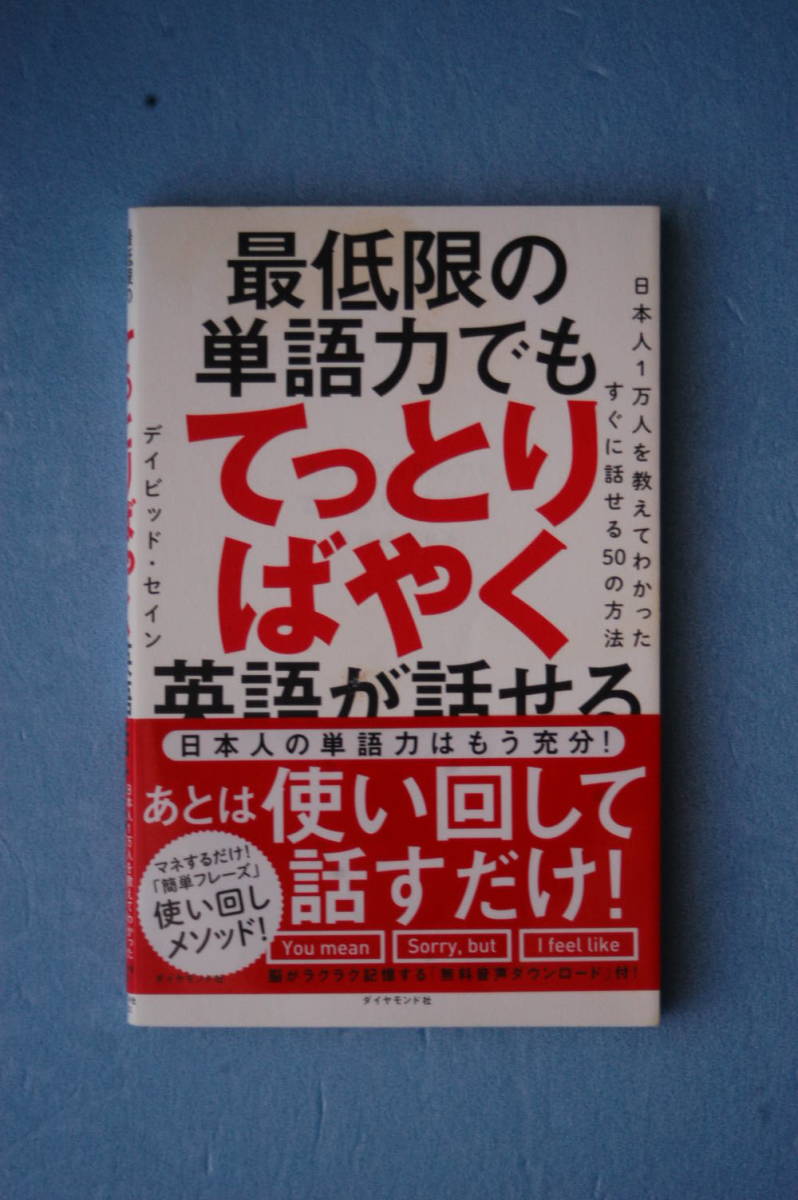 最低限の
単語力でも
てっとり
ばやく
英語が話せる
日本人1万人を教えてわかった
すぐに話せる50の方法
デイビッド・セイン
日本人の単語力はもう充分！
あとは使い回して
話すだけ！
マネするだけ！
「簡単フレーズ」
使い回し
メソッド！
You mean
Sorry, but
I feel like
脳がラクラク記憶する「無料音声ダウンロード」付！
ダイヤモンド社
ダイヤモンド社